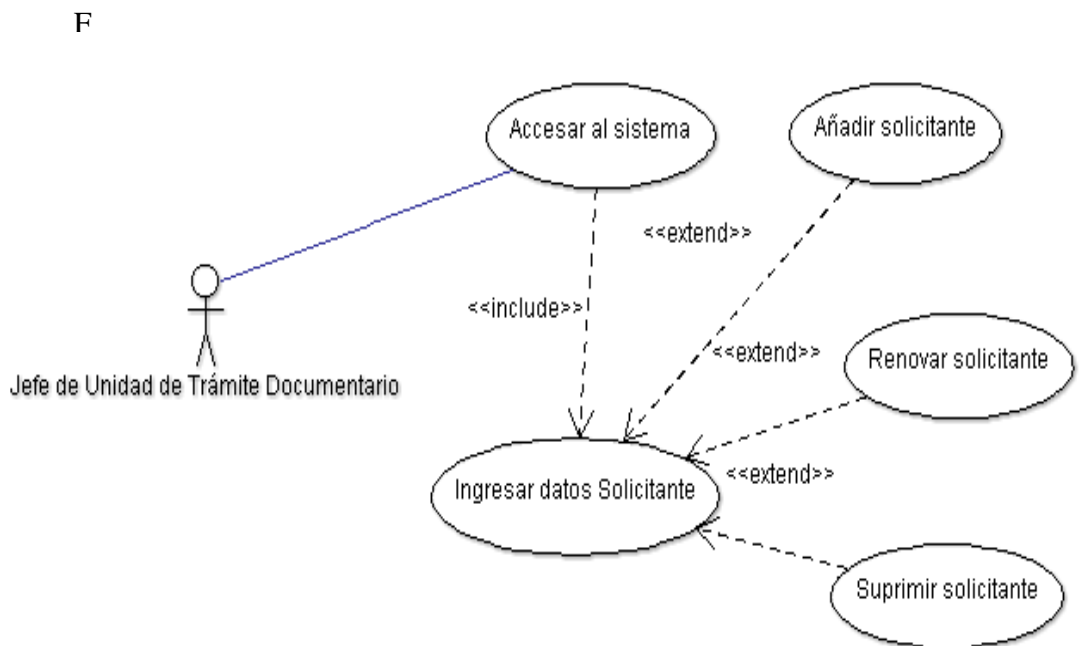 F
Accesar al sistema
Añadir solicitante
<<extend>>
<<include>>
<<extend>>
Renovar solicitante
Jefe de Unidad de Trámite Documentario
<<extend>>
Ingresar datos Solicitante
Suprimir solicitante